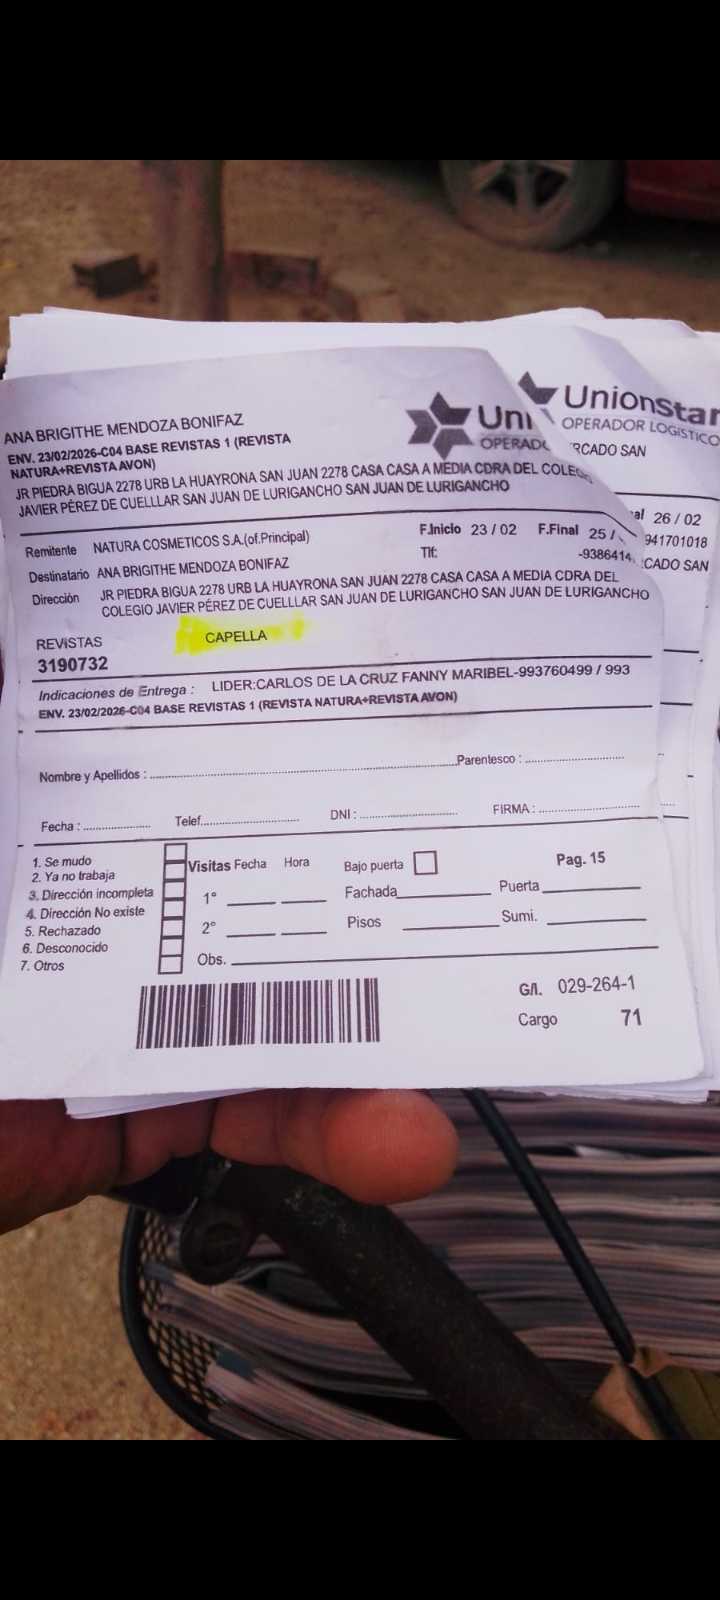 ANA BRIGITHE MENDOZA BONIFAZ
ENV. 23/02/2026-C04 BASE REVISTAS 1 (REVISTA
NATURA+REVISTA AVON)
JR PIEDRA BIGUA 2278 URB LA HUAYRONA SAN JUAN 2278 CASA CASA A MEDIA CDRA DEL
JAVIER PÉREZ DE CUELLLAR SAN JUAN DE LURIGANCHO SAN JUAN DE LURIGANCHO
UnionStar
OPERADOR LOGISTICO
Remitente NATURA COSMETICOS S.A.(of.Principal)
F.Inicio 23 / 02 F.Final 25 /
Destinatario ANA BRIGITHE MENDOZA BONIFAZ
Tlf: -9386414
Dirección JR PIEDRA BIGUA 2278 URB LA HUAYRONA SAN JUAN 2278 CASA CASA A MEDIA CDRA DEL
COLEGIO JAVIER PÉREZ DE CUELLLAR SAN JUAN DE LURIGANCHO SAN JUAN DE LURIGANCHO
26 / 02
941701018
SAN
REVISTAS CAPELLA
3190732
Indicaciones de Entrega : LIDER:CARLOS DE LA CRUZ FANNY MARIBEL-993760499 / 993
ENV. 23/02/2026-C04 BASE REVISTAS 1 (REVISTA NATURA+REVISTA AVON)
Nombre y Apellidos : Parentesco :
Fecha : Telef. DNI : FIRMA :
1. Se mudo
2. Ya no trabaja
3. Dirección incompleta
4. Dirección No existe
5. Rechazado
6. Desconocido
7. Otros
Visitas Fecha Hora Bajo puerta Pag. 15
1° Fachada Puerta
2° Pisos Sumi.
Obs.
G/I. 029-264-1
Cargo 71